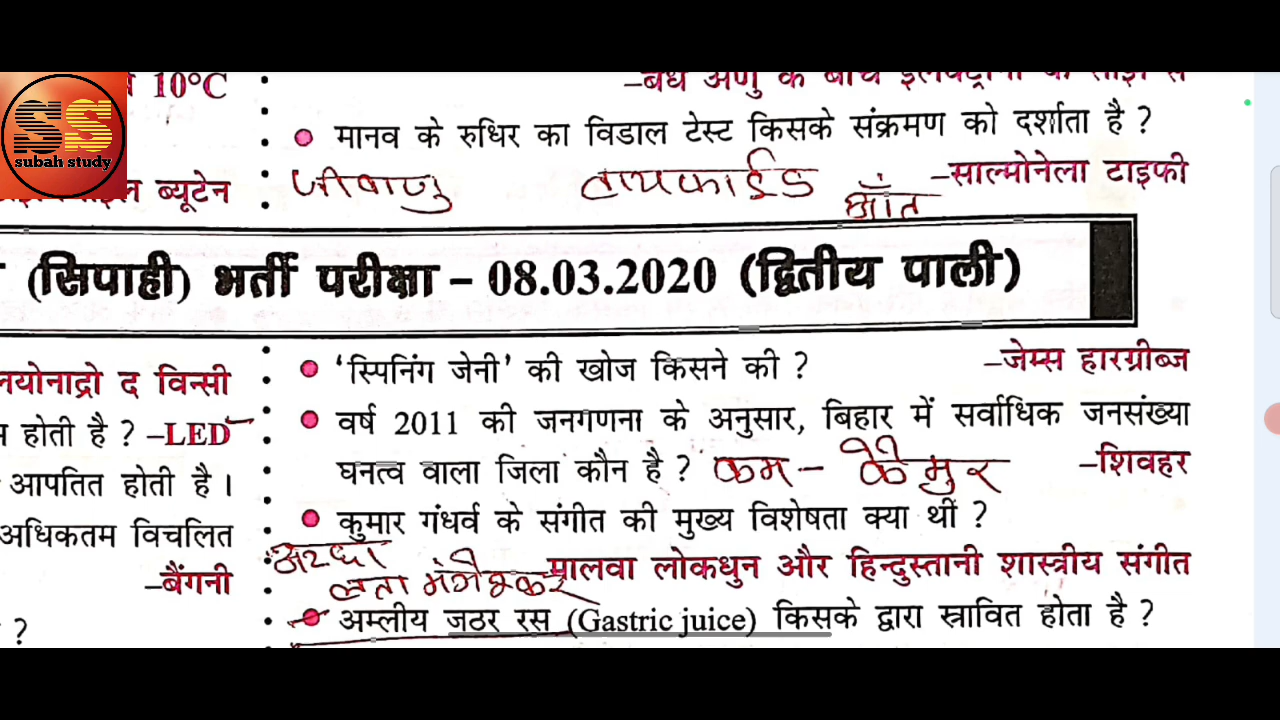 10°C
SS
subah study
ब्यूटेन
मानव के रुधिर का विडाल टेस्ट किसके संक्रमण को दर्शाता है ?
जीवाणु टायफाईड –साल्मोनेला टाइफी
आँत
(सिपाही) भर्ती परीक्षा – 08.03.2020 (द्वितीय पाली)
द विन्सी
होती है ? –LED
आपतित होती है ।
अधिकतम विचलित
–बैंगनी
?
'स्पिनिंग जेनी' की खोज किसने की ? –जेम्स हारग्रीब्ज
वर्ष 2011 की जनगणना के अनुसार, बिहार में सर्वाधिक जनसंख्या
घनत्व वाला जिला कौन है ? कम – कैमुर –शिवहर
कुमार गंधर्व के संगीत की मुख्य विशेषता क्या थीं ?
–मालवा लोकधुन और हिन्दुस्तानी शास्त्रीय संगीत
लता मंगेशकर
अम्लीय जठर रस (Gastric juice) किसके द्वारा स्त्रावित होता है ?